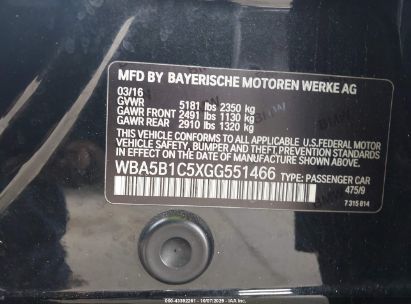 MFD BY BAYERISCHE MOTOREN WERKE AG
03/16
GVWR 5181 lbs 2350 kg
GAWR FRONT 2491 lbs 1130 kg
GAWR REAR 2910 lbs 1320 kg
THIS VEHICLE CONFORMS TO ALL APPLICABLE U.S.FEDERAL MOTOR
VEHICLE SAFETY, BUMPER AND THEFT PREVENTION STANDARDS IN
EFFECT ON THE DATE OF MANUFACTURE SHOWN ABOVE.
WBA5B1C5XGG551466 TYPE: PASSENGER CAR
475/9
7 315 814
IAA